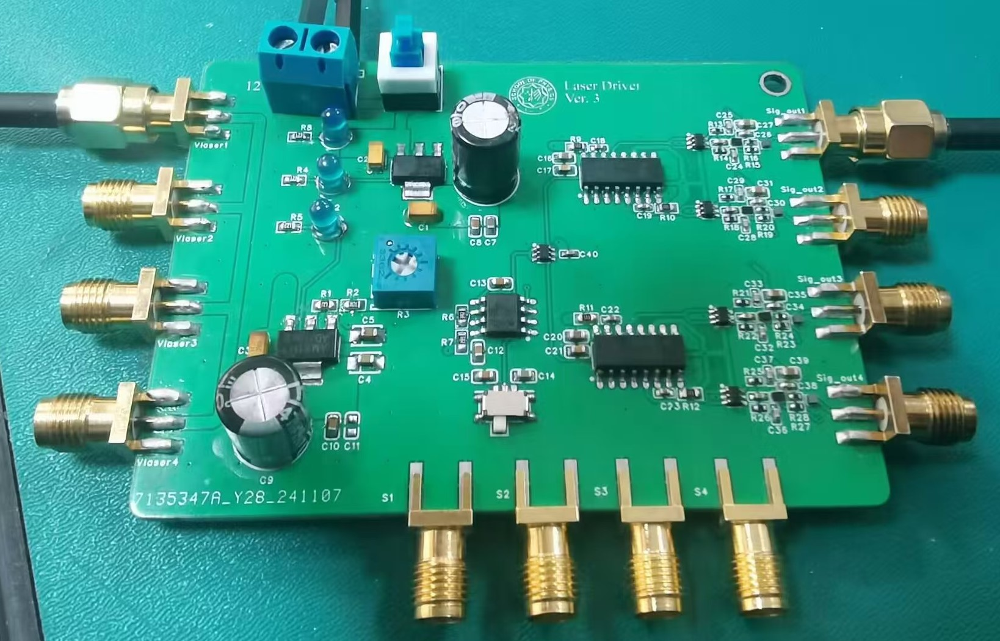 12
Laser Driver
Ver. 3
SCHOOL OF PHYSICS
Vlaser1
Vlaser2
Vlaser3
Vlaser4
R8
R4
R5
C2
C1
C8 C7
R1
R2
R3
C5
C4
C3
C9
C10 C11
C13
R6
R7
C12
C15
C14
C40
R9
C18
C16
C17
C19
R10
R11
C22
C20
C21
C23 R12
C25
R13
C27
C26
R14
R16
C24
R15
Sig_out1
C29
R17
C31
C30
R18
R20
C28
R19
Sig_out2
C33
R21
C35
C34
R22
R24
C32
R23
Sig_out3
C37
R25
C39
C38
R26
R28
C36
R27
Sig_out4
7135347A_Y28_241107
S1
S2
S3
S4